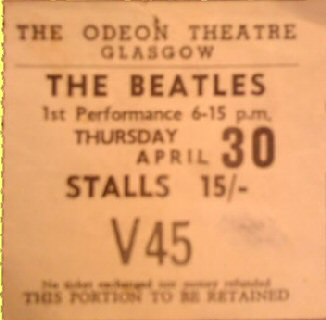 THE ODEON THEATRE
GLASGOW
THE BEATLES
1st Performance 6-15 p.m,
THURSDAY
APRIL 30
STALLS 15/-
V45
No ticket exchanged nor money refunded
THIS PORTION TO BE RETAINED